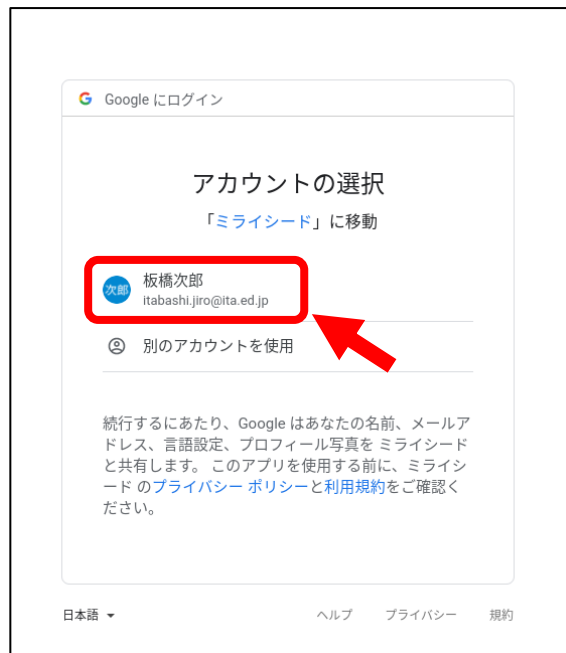 Google にログイン
アカウントの選択
「ミライシード」に移動
次郎
板橋次郎
itabashi.jiro@ita.ed.jp
別のアカウントを使用
続行するにあたり、Google はあなたの名前、メールア
ドレス、言語設定、プロフィール写真を ミライシード
と共有します。 このアプリを使用する前に、ミライシ
ード のプライバシー ポリシーと利用規約をご確認く
ださい。
日本語
ヘルプ プライバシー 規約